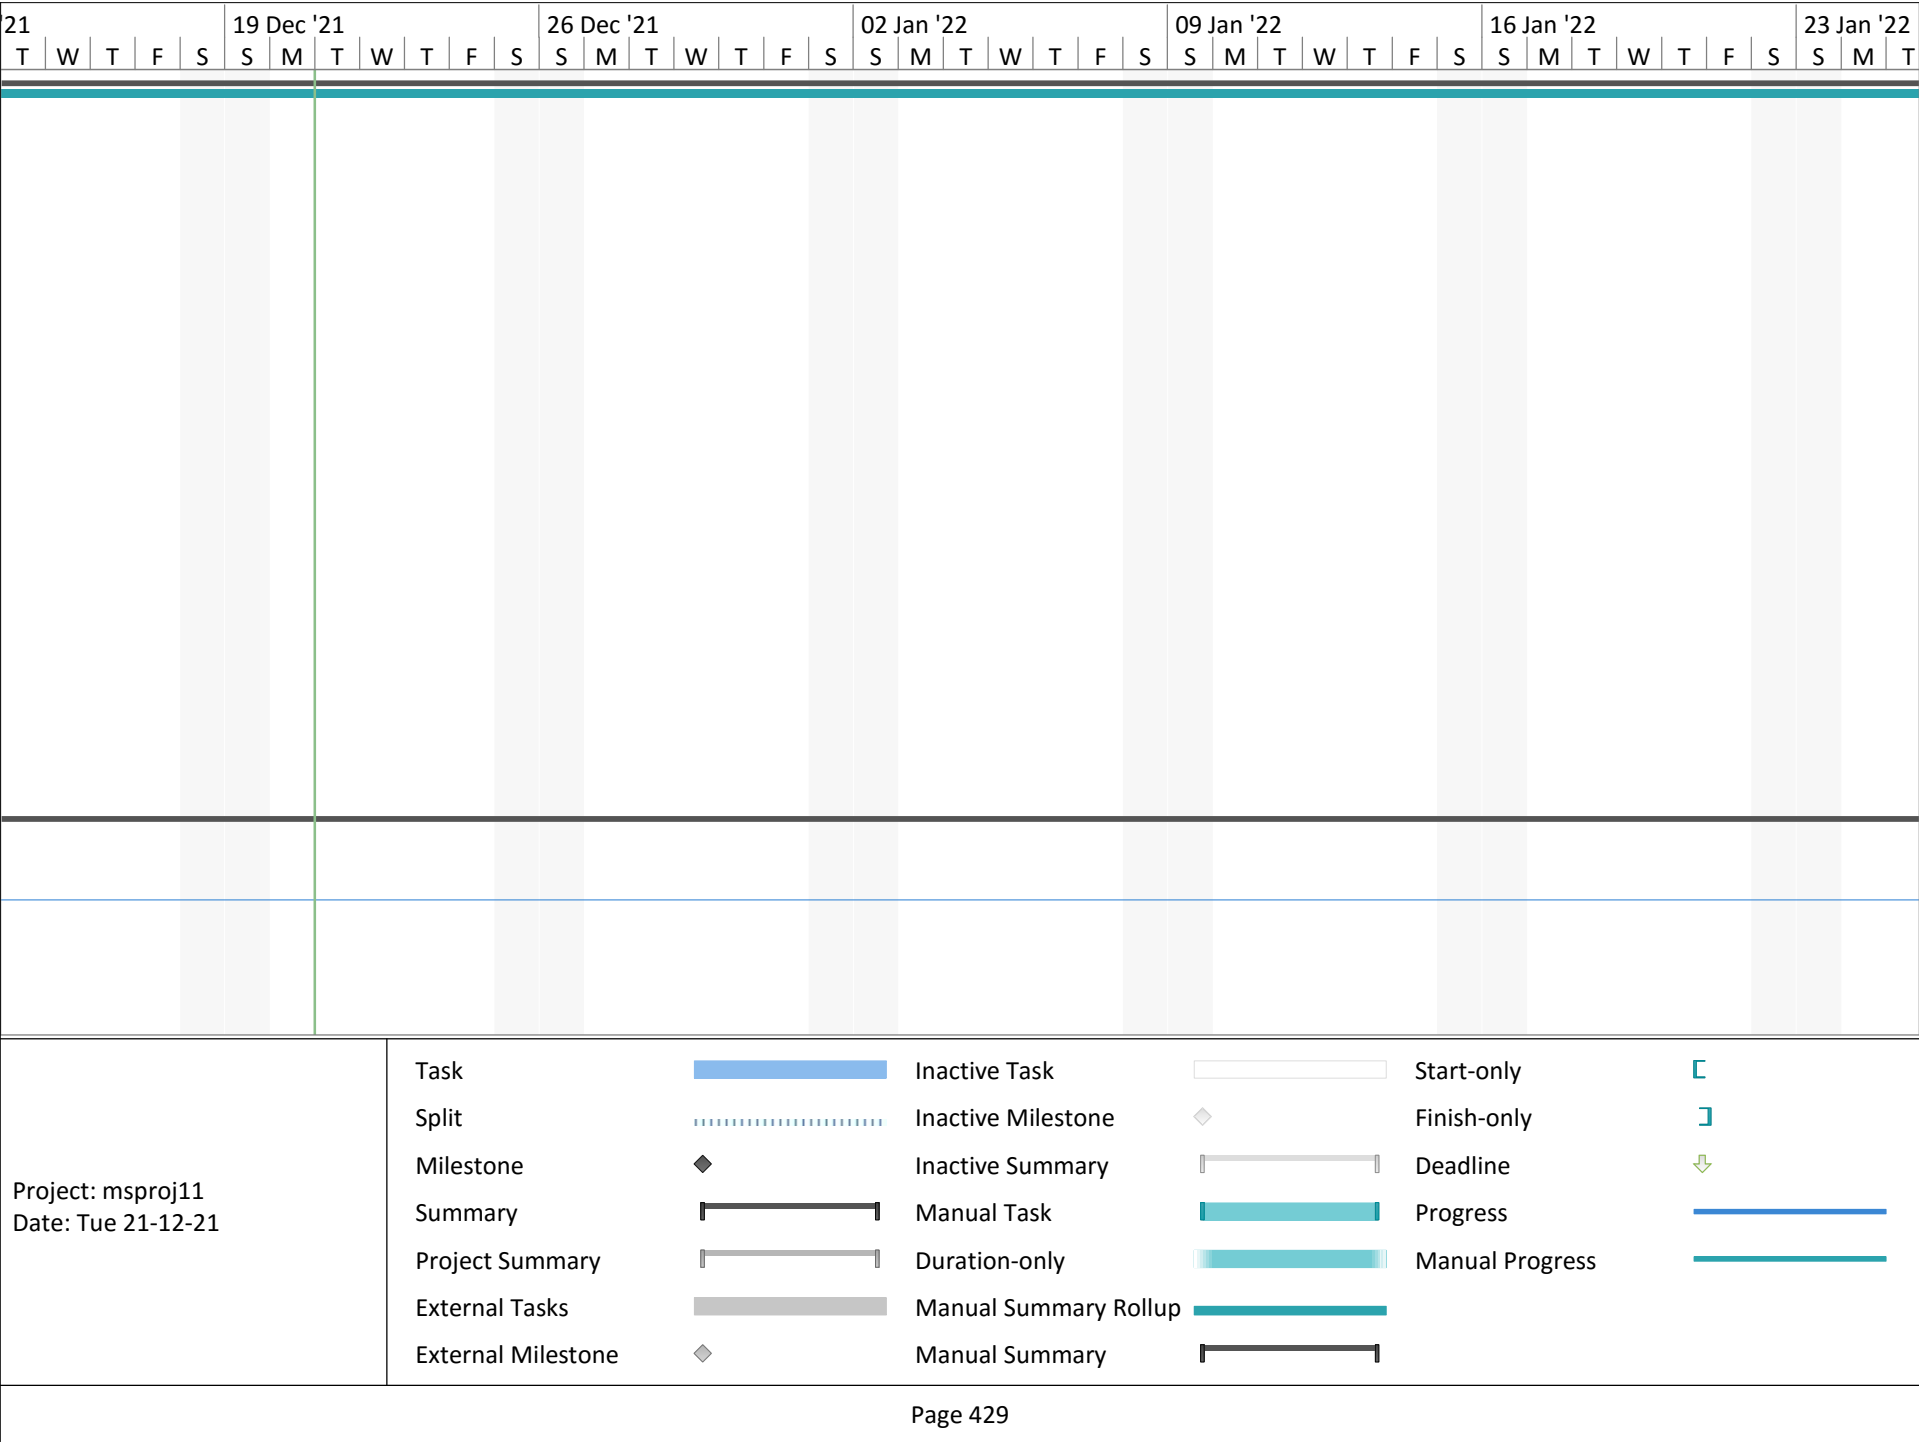 '21 19 Dec '21 26 Dec '21 02 Jan '22 09 Jan '22 16 Jan '22 23 Jan '22
T W T F S S M T W T F S S M T W T F S S M T W T F S S M T W T F S S M T W T F S S M T
Task Inactive Task Start-only
Split Inactive Milestone Finish-only
Milestone Inactive Summary Deadline
Project: msproj11
Date: Tue 21-12-21
Summary Manual Task Progress
Project Summary Duration-only Manual Progress
External Tasks Manual Summary Rollup
External Milestone Manual Summary
Page 429